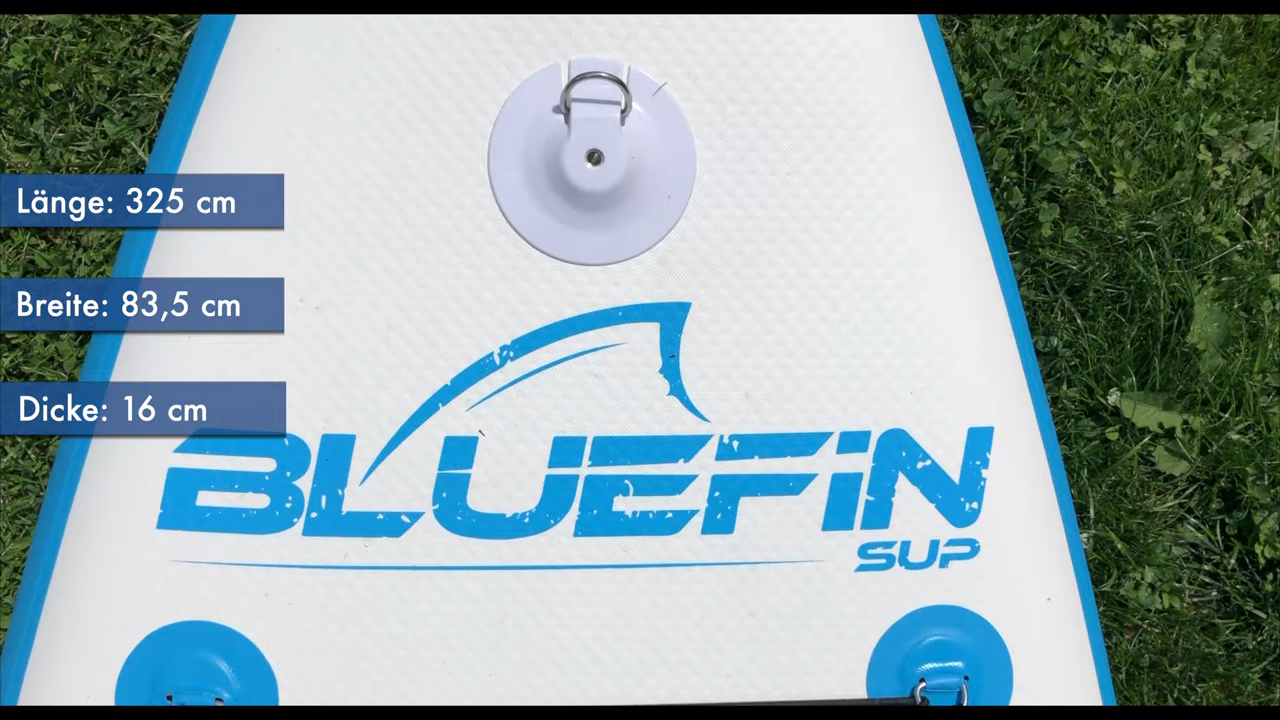 Länge: 325 cm
Breite: 83,5 cm
Dicke: 16 cm
BLUEFiN
SUP